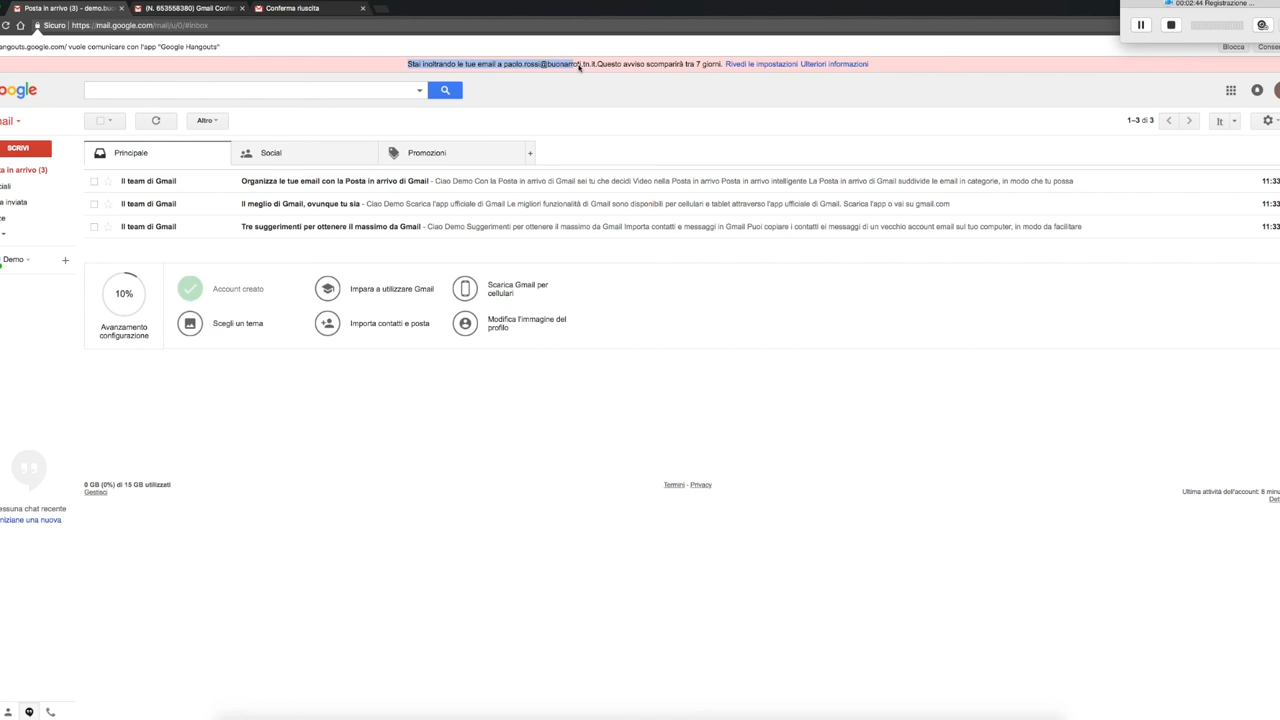 Posta in arrivo (3) - demo.buc
(N. 653558380) Gmail Confer
Conferma riuscita
00:02:44 Registrazione ...
Sicuro https://mail.google.com/mail/u/0/#inbox
angouts.google.com/ vuole comunicare con l'app "Google Hangouts"
Blocca
Conse
Stai inoltrando le tue email a paolo.rossi@buonarroti.tn.it.Questo avviso scomparirà tra 7 giorni. Rivedi le impostazioni Ulteriori informazioni
oogle
mail
Altro
1–3 di 3
It
SCRIVI
Principale
Social
Promozioni
+
ta in arrivo (3)
Il team di Gmail
Organizza le tue email con la Posta in arrivo di Gmail - Ciao Demo Con la Posta in arrivo di Gmail sei tu che decidi Video nella Posta in arrivo Posta in arrivo intelligente La Posta in arrivo di Gmail suddivide le email in categorie, in modo che tu possa
11:33
ciali
a inviata
Il team di Gmail
Il meglio di Gmail, ovunque tu sia - Ciao Demo Scarica l'app ufficiale di Gmail Le migliori funzionalità di Gmail sono disponibili per cellulari e tablet attraverso l'app ufficiale di Gmail. Scarica l'app o vai su gmail.com
11:33
ze
Il team di Gmail
Tre suggerimenti per ottenere il massimo da Gmail - Ciao Demo Suggerimenti per ottenere il massimo da Gmail Importa contatti e messaggi in Gmail Puoi copiare i contatti ei messaggi di un vecchio account email sul tuo computer, in modo da facilitare
11:33
Demo
+
10%
Avanzamento
configurazione
Account creato
Impara a utilizzare Gmail
Scarica Gmail per
cellulari
Scegli un tema
Importa contatti e posta
Modifica l'immagine del
profilo
0 GB (0%) di 15 GB utilizzati
Gestisci
Termini - Privacy
Ultima attività dell'account: 8 minu
Det
essuna chat recente
niziane una nuova